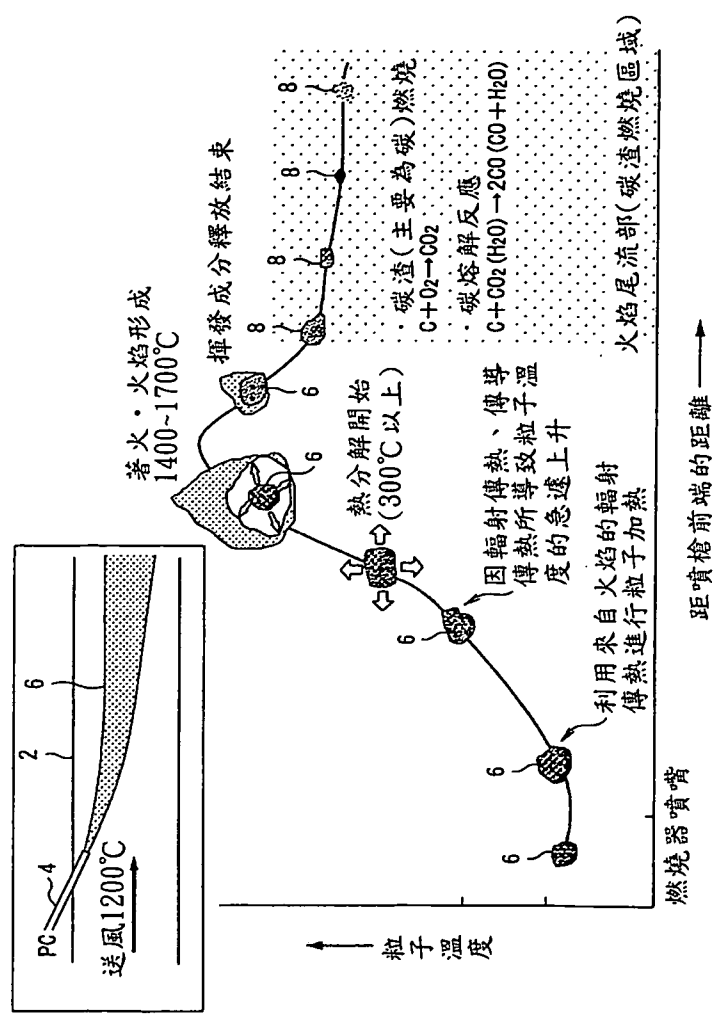 PC
4
2
6
送風1200℃
著火・火焰形成
1400~1700℃
揮發成分釋放結束
8
8
8
8
6
6
熱分解開始
(300℃以上)
・碳渣(主要為碳)燃燒
C+O₂→CO₂
・碳熔解反應
C+CO₂(H₂O)→2CO(CO+H₂O)
6
因輻射傳熱、傳導
傳熱所導致粒子溫
度的急遽上升
6
6
利用來自火焰的輻射
傳熱進行粒子加熱
火焰尾流部(碳渣燃燒區域)
粒子溫度
燃燒器噴嘴
距噴槍前端的距離